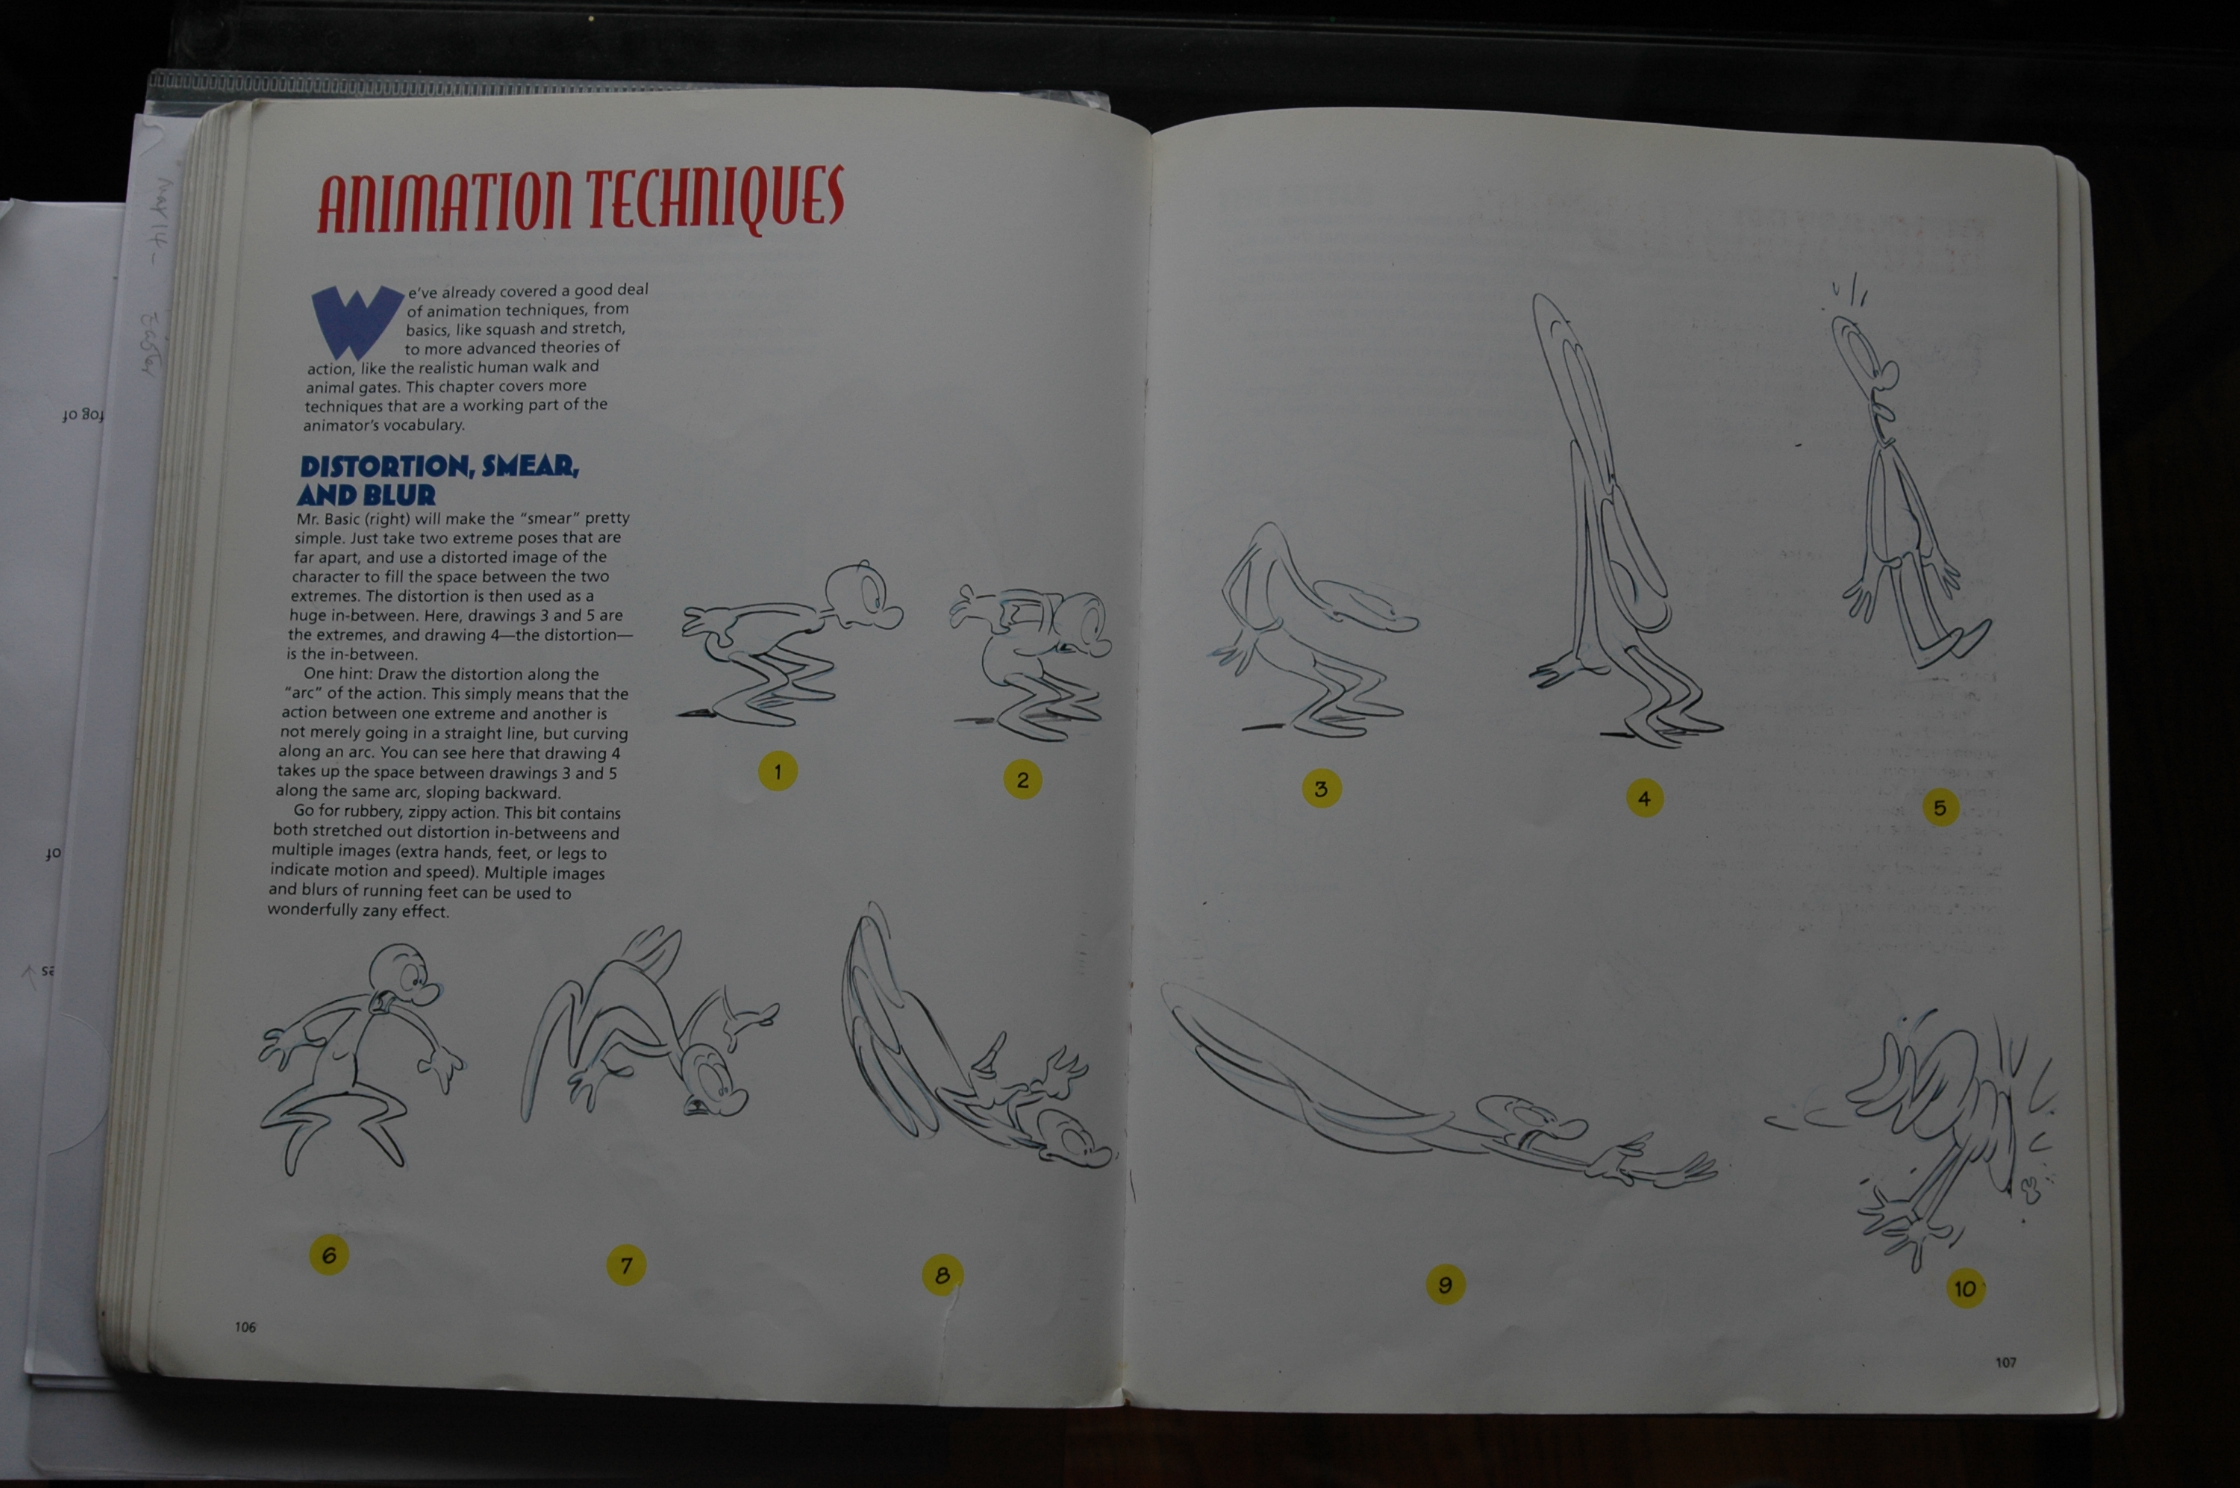 ANIMATION TECHNIQUES
We've already covered a good deal
of animation techniques, from
basics, like squash and stretch,
to more advanced theories of
action, like the realistic human walk and
animal gates. This chapter covers more
techniques that are a working part of the
animator's vocabulary.
DISTORTION, SMEAR,
AND BLUR
Mr. Basic (right) will make the “smear” pretty
simple. Just take two extreme poses that are
far apart, and use a distorted image of the
character to fill the space between the two
extremes. The distortion is then used as a
huge in-between. Here, drawings 3 and 5 are
the extremes, and drawing 4—the distortion—
is the in-between.
One hint: Draw the distortion along the
“arc” of the action. This simply means that the
action between one extreme and another is
not merely going in a straight line, but curving
along an arc. You can see here that drawing 4
takes up the space between drawings 3 and 5
along the same arc, sloping backward.
Go for rubbery, zippy action. This bit contains
both stretched out distortion in-betweens and
multiple images (extra hands, feet, or legs to
indicate motion and speed). Multiple images
and blurs of running feet can be used to
wonderfully zany effect.
1
2
3
4
5
6
7
8
9
10
106
107
Mar 14 - Easter
fog of
of